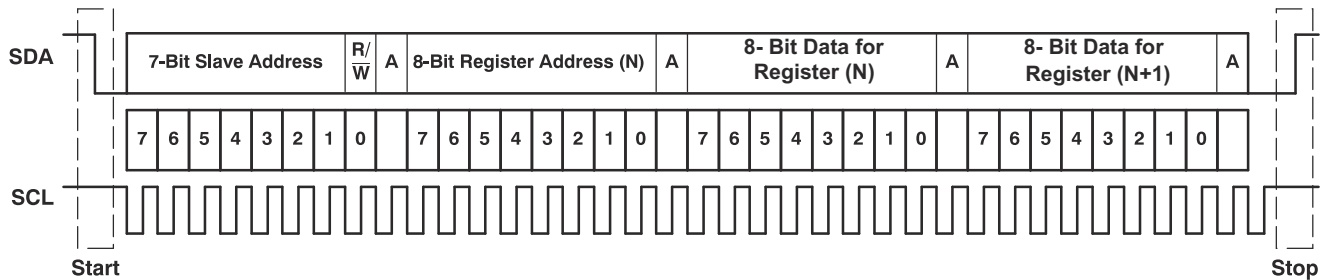 SDA
7-Bit Slave Address
R/
W
A
8-Bit Register Address (N)
A
8- Bit Data for
Register (N)
A
8- Bit Data for
Register (N+1)
A
7 6 5 4 3 2 1 0 7 6 5 4 3 2 1 0 7 6 5 4 3 2 1 0 7 6 5 4 3 2 1 0
SCL
Start
Stop